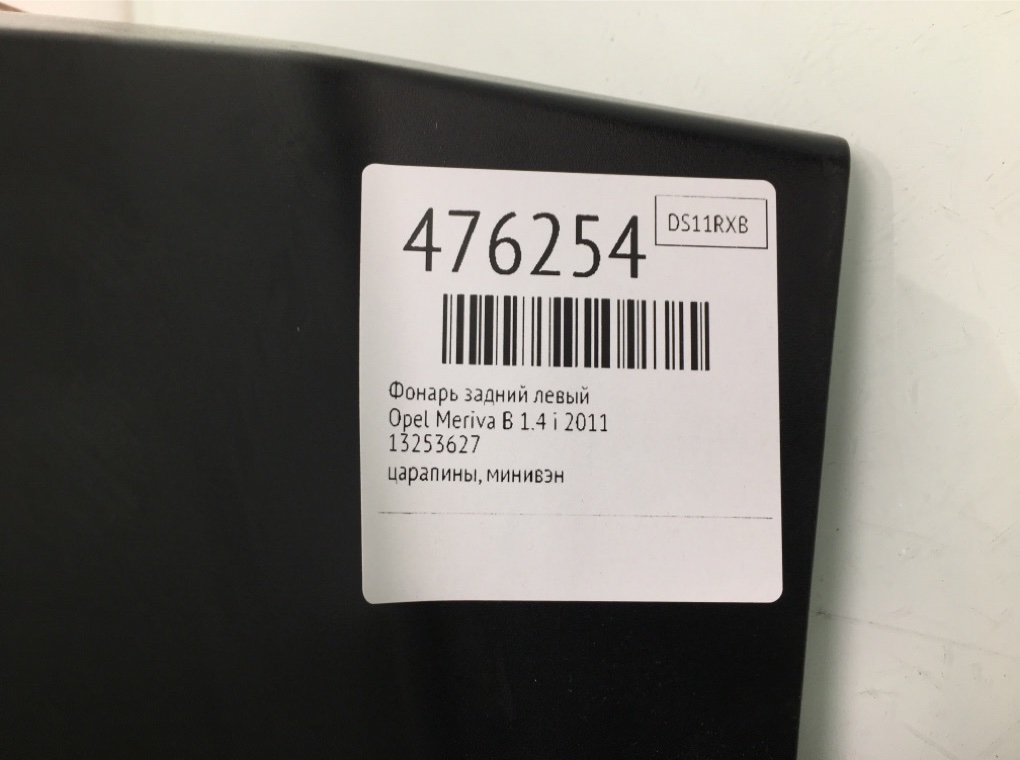 476254
DS11RXB
Фонарь задний левый
Opel Meriva B 1.4 i 2011
13253627
царапины, минивэн